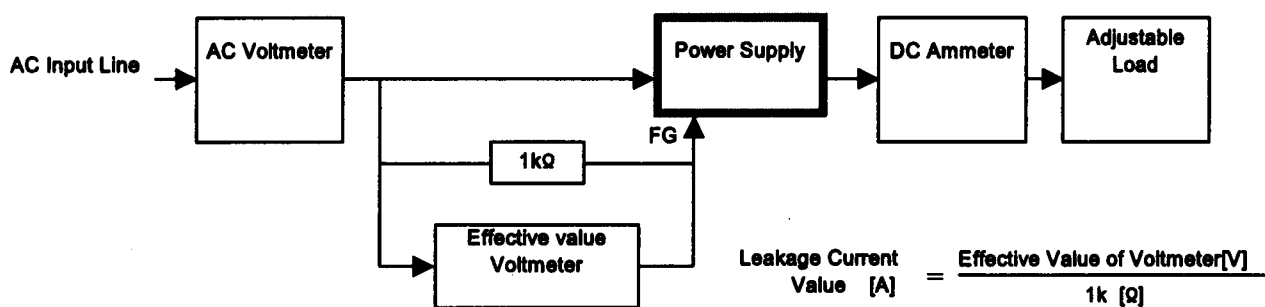 AC Input Line
AC Voltmeter
Power Supply
DC Ammeter
Adjustable
Load
FG
1kΩ
Effective value
Voltmeter
Leakage Current
Value [A]
=
Effective Value of Voltmeter[V]
1k [Ω]